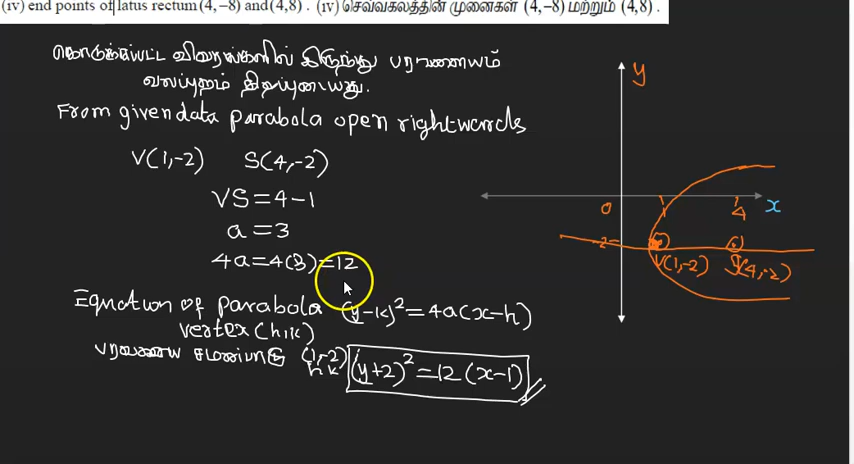 (iv) end points of latus rectum (4, –8) and (4,8) . (iv) செவ்வகலத்தின் முனைகள் (4, –8) மற்றும் (4, 8) .
From given data parabola open rightwards
V(1,-2) S(4,-2)
VS = 4-1
a = 3
4a = 4(3) = 12
Equation of parabola (y-k)² = 4a(x-h)
vertex (h,k)
(1,-2)
h k
(y+2)² = 12(x-1)
y
0 1 4 x
-2
V(1,-2) S(4,-2)